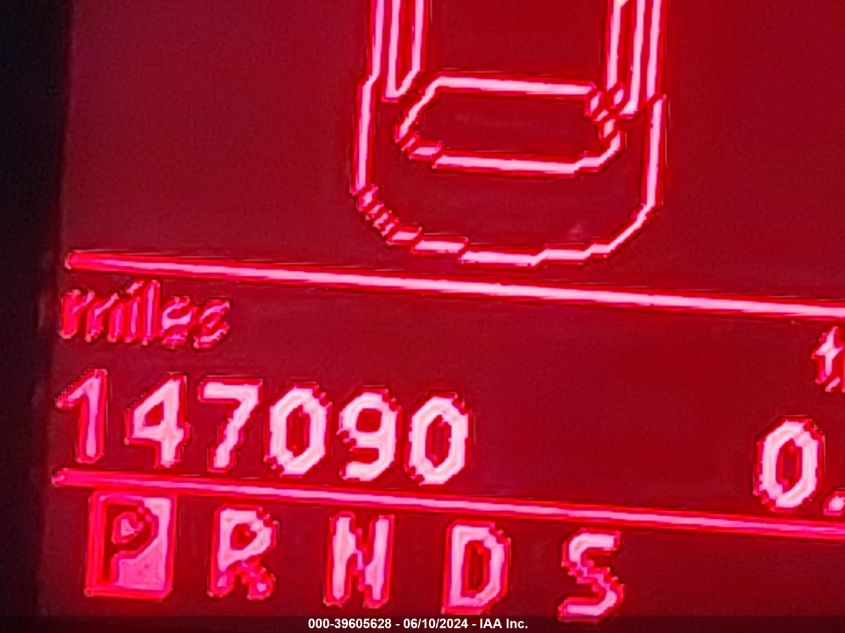 miles
147090 0.
P R N D S
000-39605628 - 06/10/2024 - IAA Inc.